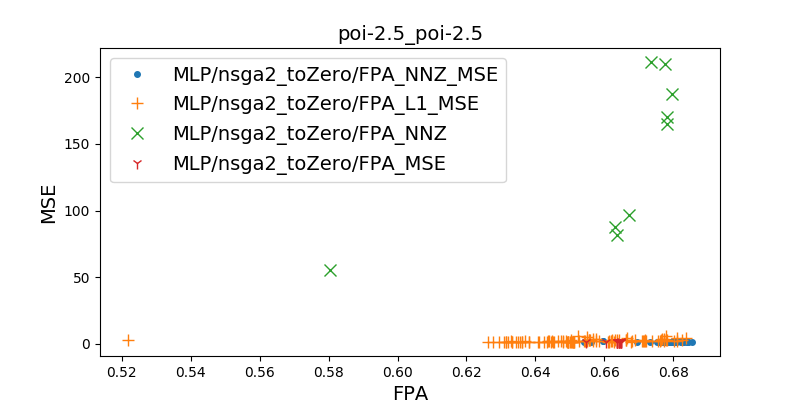 poi-2.5_poi-2.5
MLP/nsga2_toZero/FPA_NNZ_MSE
MLP/nsga2_toZero/FPA_L1_MSE
MLP/nsga2_toZero/FPA_NNZ
MLP/nsga2_toZero/FPA_MSE
MSE
200
150
100
50
0
0.52 0.54 0.56 0.58 0.60 0.62 0.64 0.66 0.68
FPA